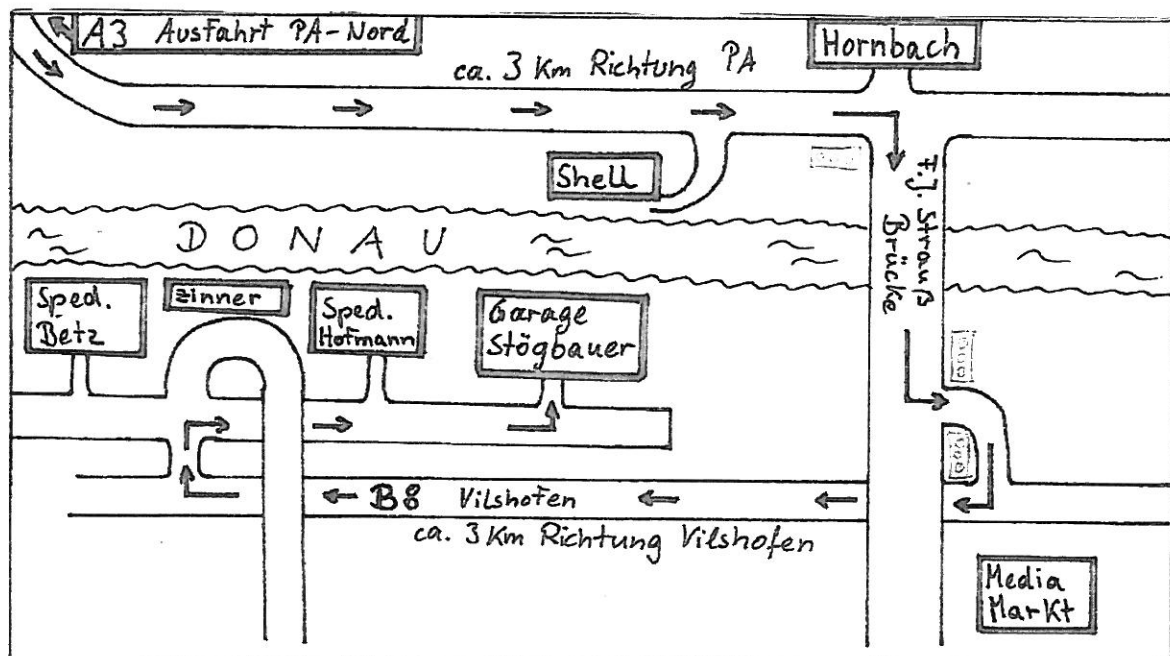 A3 Ausfahrt PA-Nord
ca. 3 Km Richtung PA
Hornbach
Shell
F.J. Strauß
Brücke
DONAU
Sped.
Betz
Zinner
Sped.
Hofmann
Garage
Stögbauer
B8 Vilshofen
ca. 3 Km Richtung Vilshofen
Media
Markt